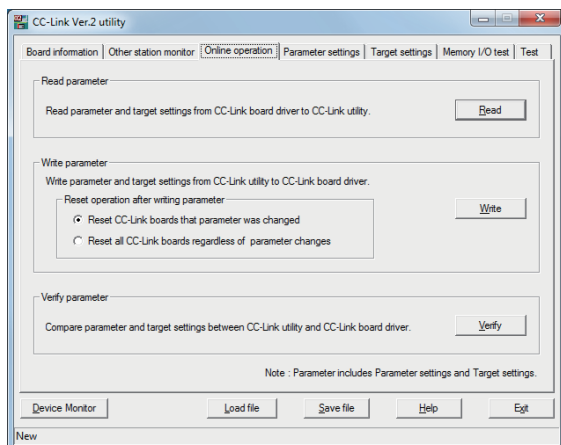 CC-Link Ver.2 utility
Board information Other station monitor Online operation Parameter settings Target settings Memory I/O test Test
Read parameter
Read parameter and target settings from CC-Link board driver to CC-Link utility.
Read
Write parameter
Write parameter and target settings from CC-Link utility to CC-Link board driver.
Reset operation after writing parameter
Reset CC-Link boards that parameter was changed
Reset all CC-Link boards regardless of parameter changes
Write
Verify parameter
Compare parameter and target settings between CC-Link utility and CC-Link board driver.
Verify
Note : Parameter includes Parameter settings and Target settings.
Device Monitor Load file Save file Help Exit
New